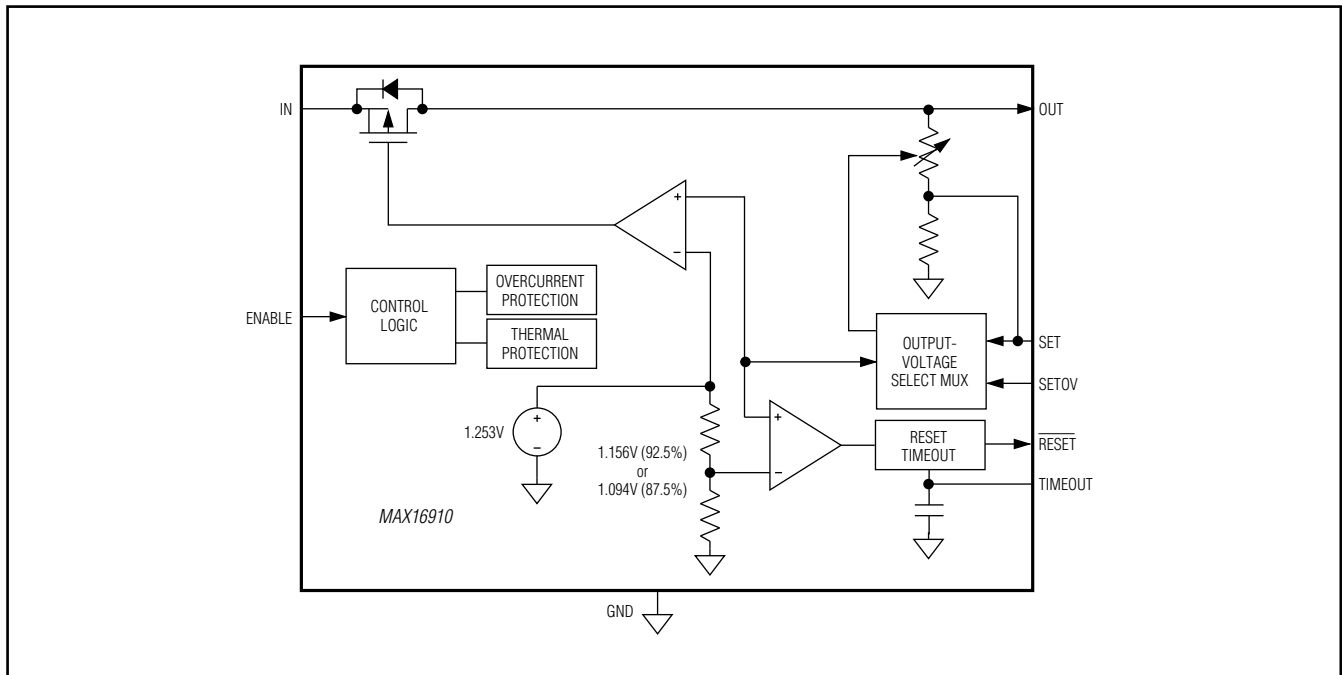 IN
OUT
+
−
OVERCURRENT
PROTECTION
CONTROL
LOGIC
ENABLE
THERMAL
PROTECTION
OUTPUT-
VOLTAGE
SELECT MUX
SET
SETOV
+
−
1.253V
1.156V (92.5%)
or
1.094V (87.5%)
+
−
RESET
TIMEOUT
RESET
TIMEOUT
MAX16910
GND